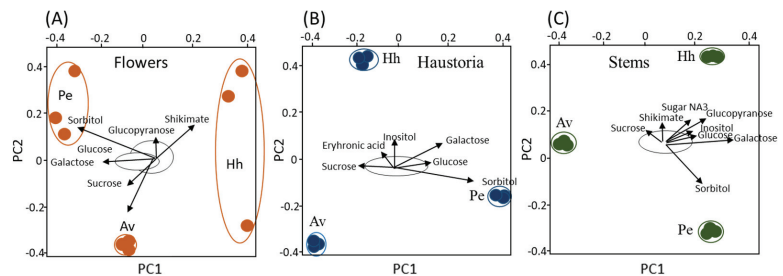 (A)
-0.4 -0.2 0 0.2 0.4
Flowers
PC2
0.4
0.2
0
-0.2
-0.4
Pe
Sorbitol
Shikimate
Glucopyranose
Glucose
Galactose
Sucrose
Hh
Av
PC1
(B)
-0.4 -0.2 0 0.2 0.4
Hh
Haustoria
0.4
0.2
0
-0.2
-0.4
Inositol
Eryhronic acid
Galactose
Sucrose
Glucose
Sorbitol
Pe
Av
PC1
(C)
-0.4 -0.2 0 0.2 0.4
Stems
PC2
0.4
0.2
0
-0.2
-0.4
Hh
Sugar NA3
Shikimate
Glucopyranose
Av
Sucrose
Inositol
Glucose
Galactose
Sorbitol
Pe
PC1